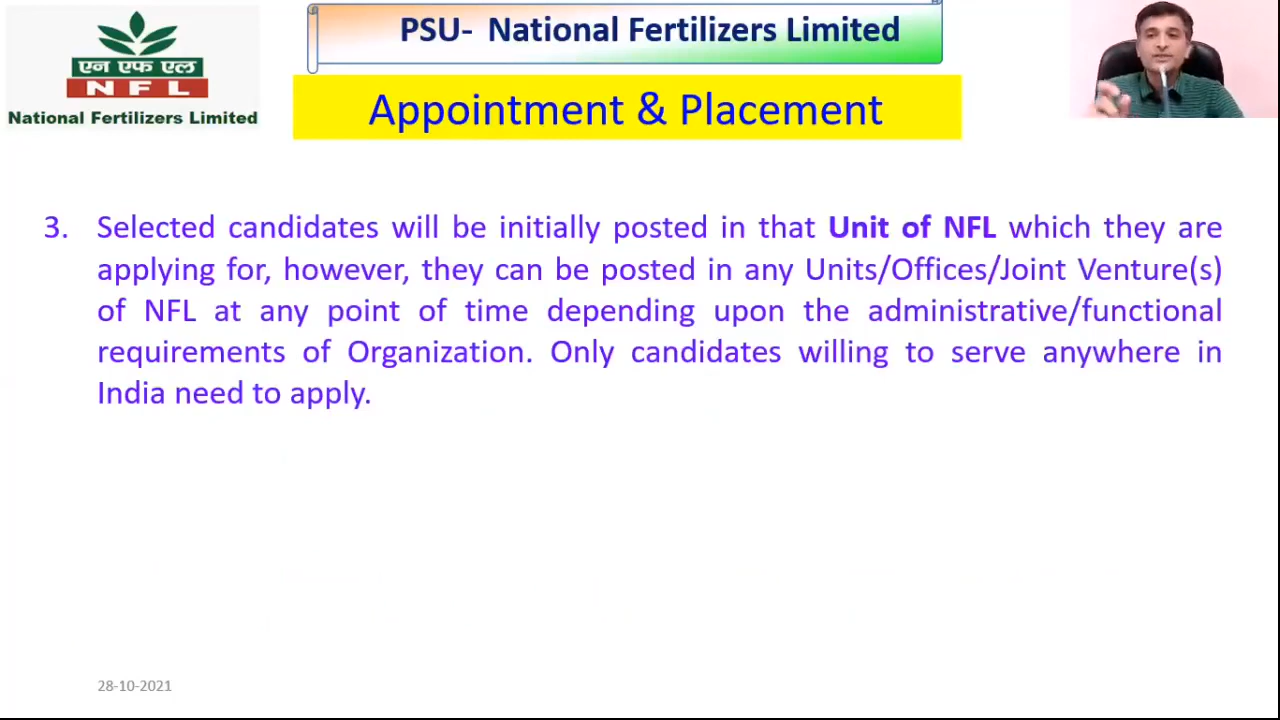 एन एफ एल
NFL
National Fertilizers Limited
PSU- National Fertilizers Limited
Appointment & Placement
3. Selected candidates will be initially posted in that Unit of NFL which they are
applying for, however, they can be posted in any Units/Offices/Joint Venture(s)
of NFL at any point of time depending upon the administrative/functional
requirements of Organization. Only candidates willing to serve anywhere in
India need to apply.
28-10-2021